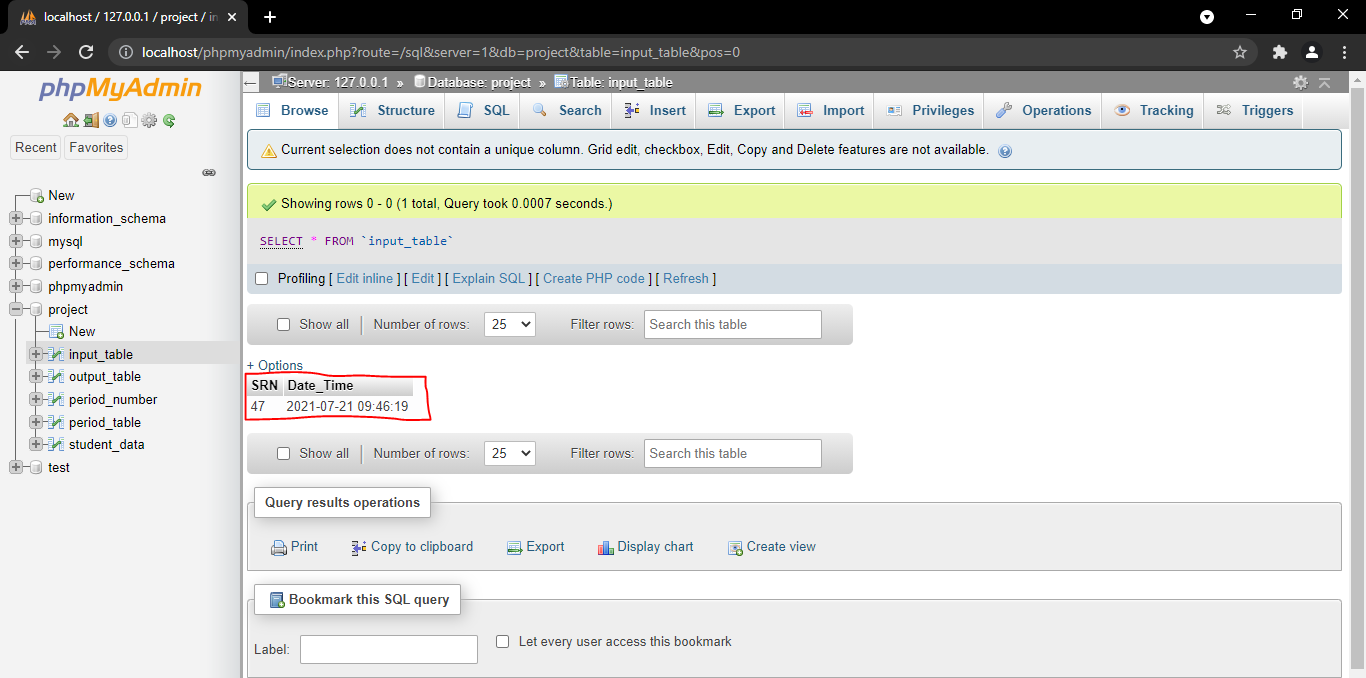 localhost / 127.0.0.1 / project / in
localhost/phpmyadmin/index.php?route=/sql&server=1&db=project&table=input_table&pos=0
phpMyAdmin
Recent Favorites
New
information_schema
mysql
performance_schema
phpmyadmin
project
New
input_table
output_table
period_number
period_table
student_data
test
Server: 127.0.0.1 » Database: project » Table: input_table
Browse Structure SQL Search Insert Export Import Privileges Operations Tracking Triggers
Current selection does not contain a unique column. Grid edit, checkbox, Edit, Copy and Delete features are not available.
Showing rows 0 - 0 (1 total, Query took 0.0007 seconds.)
SELECT * FROM `input_table`
Profiling [ Edit inline ] [ Edit ] [ Explain SQL ] [ Create PHP code ] [ Refresh ]
Show all Number of rows: 25 Filter rows: Search this table
+ Options
SRN Date_Time
47 2021-07-21 09:46:19
Show all Number of rows: 25 Filter rows: Search this table
Query results operations
Print Copy to clipboard Export Display chart Create view
Bookmark this SQL query
Label: Let every user access this bookmark